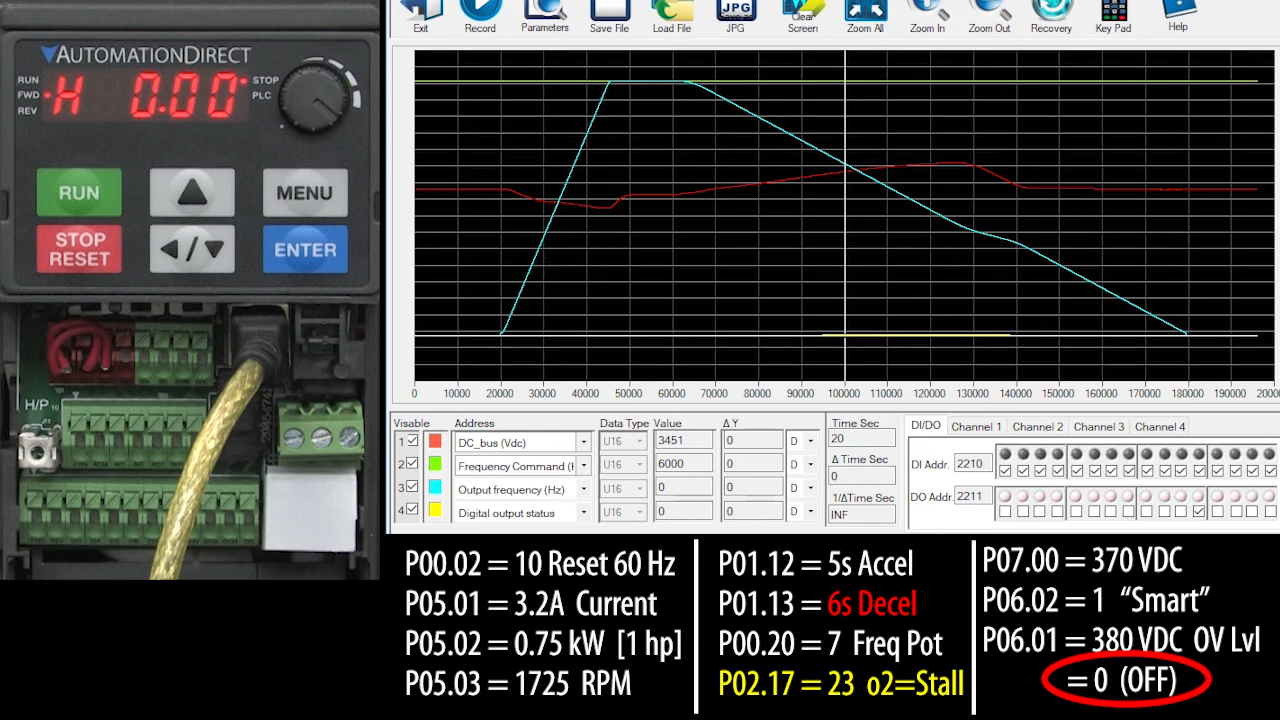 AUTOMATIONDIRECT
RUN
FWD
REV
H 0.00
STOP
PLC
RUN
MENU
STOP
RESET
ENTER
H/P
Exit
Record
Parameters
Save File
Load File
JPG
JPG
Clear
Screen
Zoom All
Zoom In
Zoom Out
Recovery
Key Pad
Help
0 10000 20000 30000 40000 50000 60000 70000 80000 90000 100000 110000 120000 130000 140000 150000 160000 170000 180000 190000 20000
Visable Address Data Type Value Δ Y
1 DC_bus (Vdc) U16 3451 0 D
2 Frequency Command (H U16 6000 0 D
3 Output frequency (Hz) U16 0 0 D
4 Digital output status U16 0 0 D
Time Sec
20
Δ Time Sec
0
1/ΔTime Sec
INF
DI/DO Channel 1 Channel 2 Channel 3 Channel 4
DI Addr. 2210
DO Addr. 2211
P00.02 = 10 Reset 60 Hz
P05.01 = 3.2A Current
P05.02 = 0.75 kW [1 hp]
P05.03 = 1725 RPM
P01.12 = 5s Accel
P01.13 = 6s Decel
P00.20 = 7 Freq Pot
P02.17 = 23 o2=Stall
P07.00 = 370 VDC
P06.02 = 1 “Smart”
P06.01 = 380 VDC OV Lvl
= 0 (OFF)